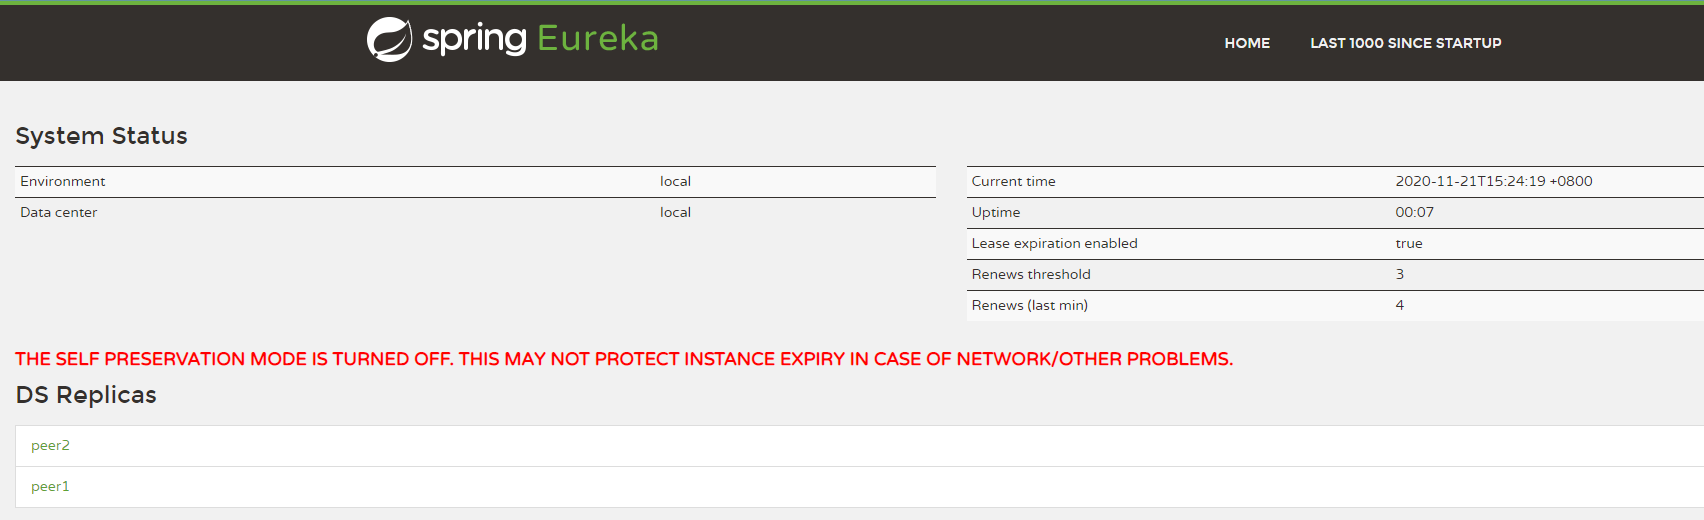 spring Eureka
HOME LAST 1000 SINCE STARTUP
System Status
Environment local
Data center local
Current time 2020-11-21T15:24:19 +0800
Uptime 00:07
Lease expiration enabled true
Renews threshold 3
Renews (last min) 4
THE SELF PRESERVATION MODE IS TURNED OFF. THIS MAY NOT PROTECT INSTANCE EXPIRY IN CASE OF NETWORK/OTHER PROBLEMS.
DS Replicas
peer2
peer1